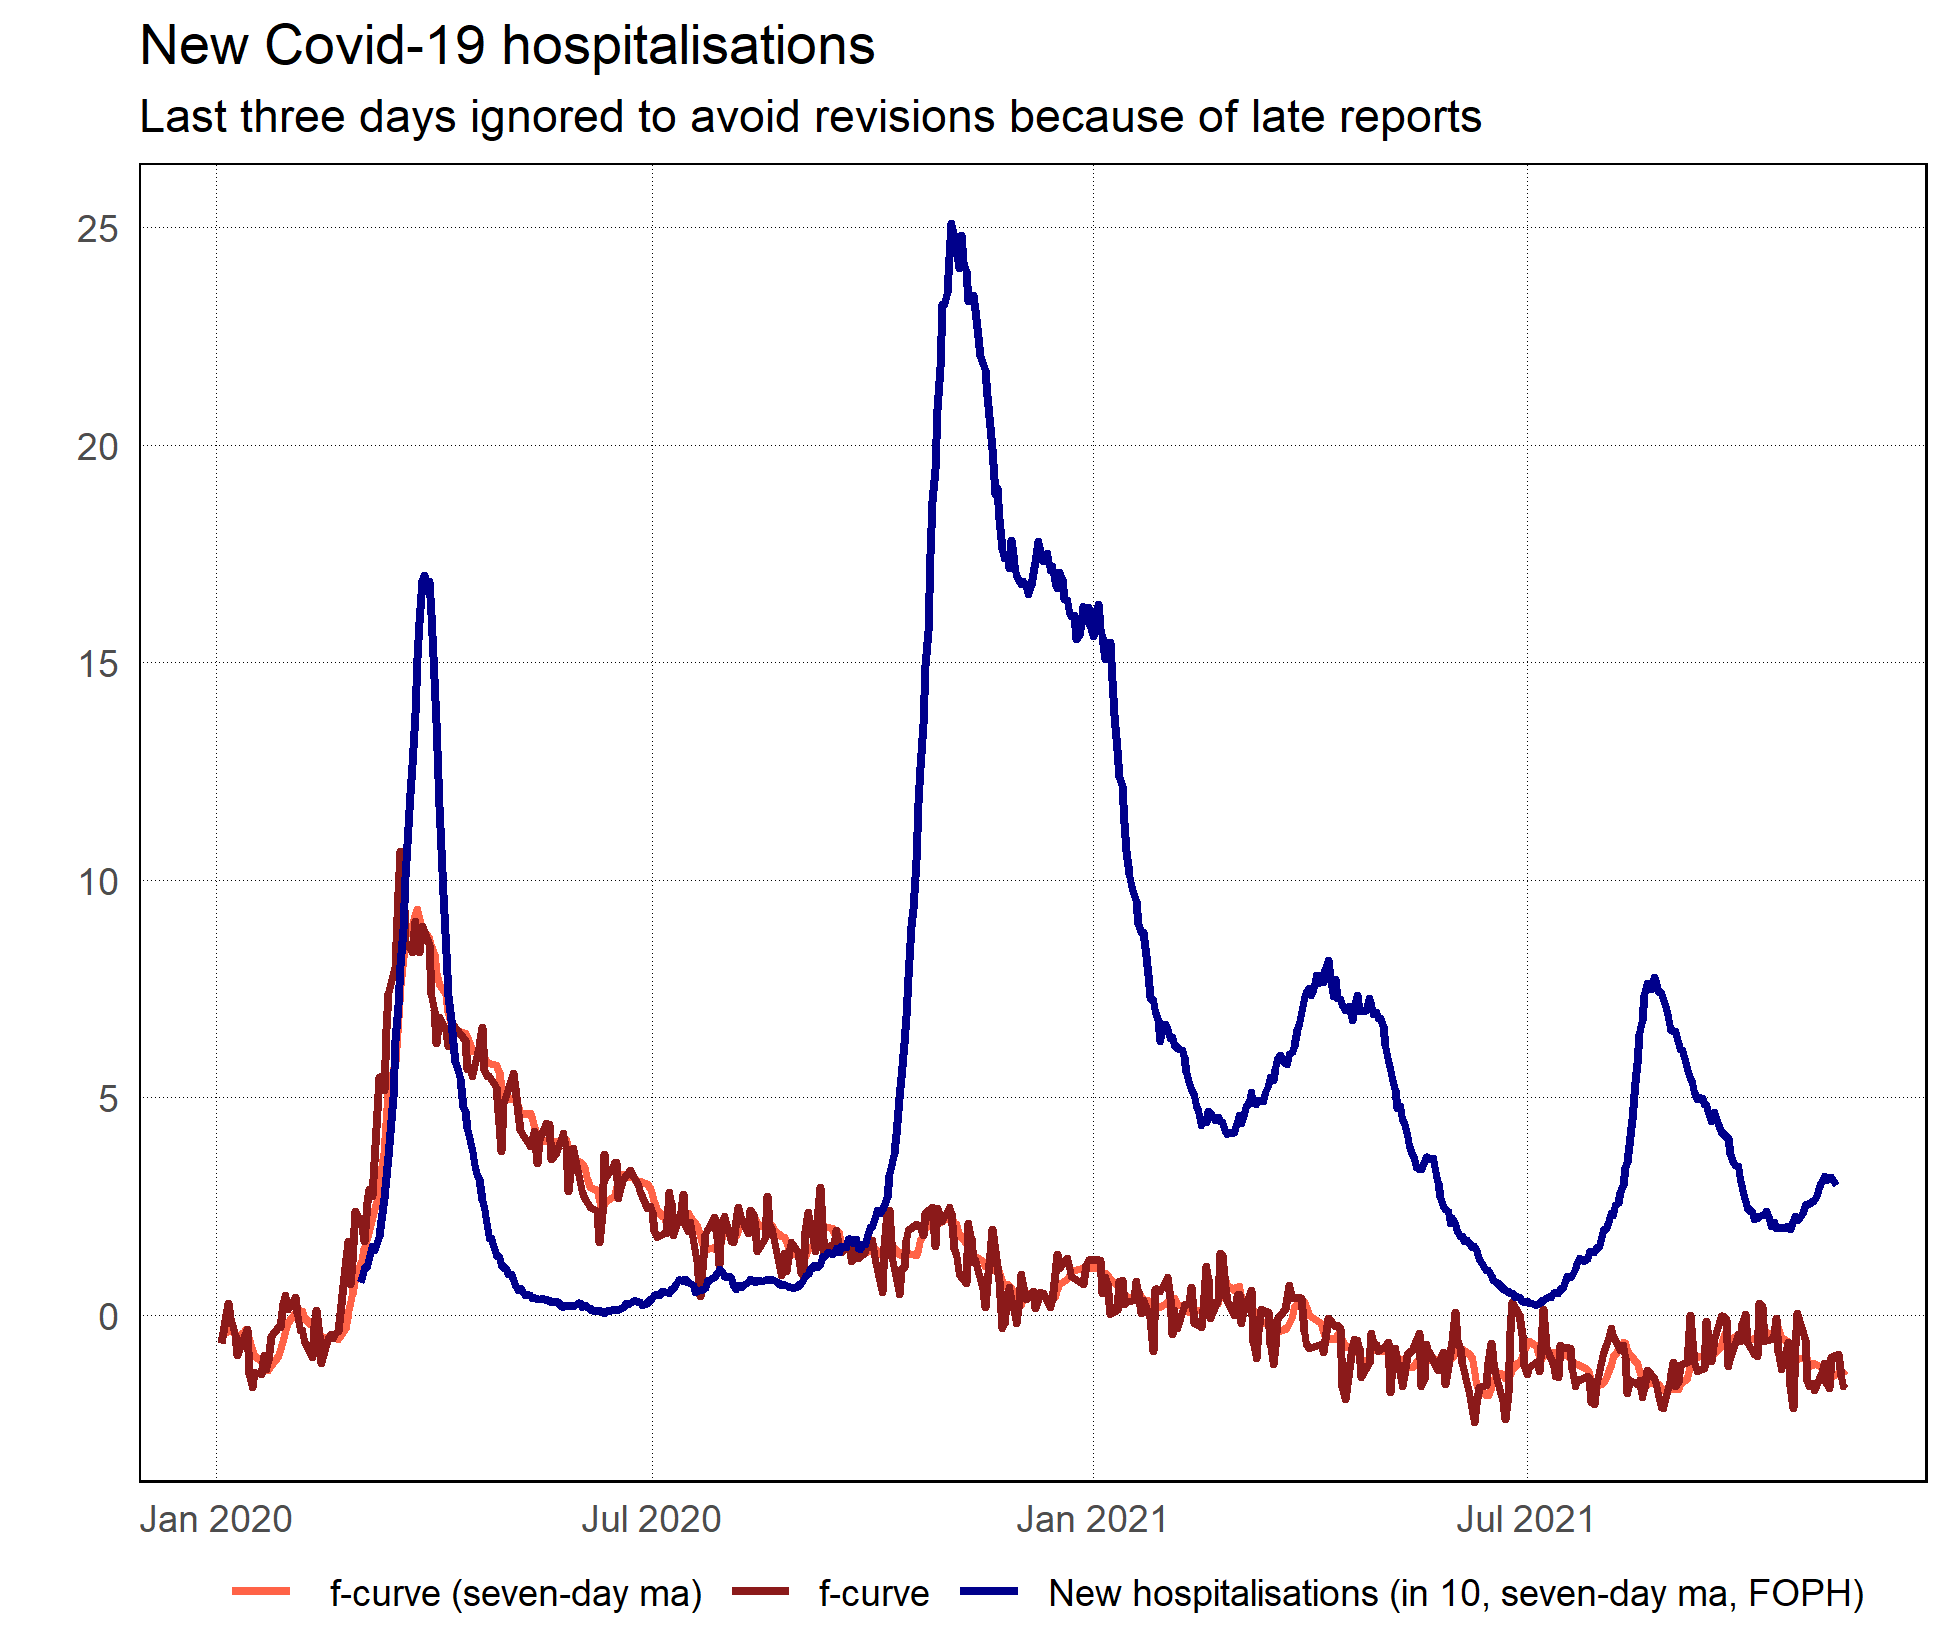 New Covid-19 hospitalisations
Last three days ignored to avoid revisions because of late reports
25
20
15
10
5
0
Jan 2020 Jul 2020 Jan 2021 Jul 2021
f-curve (seven-day ma) f-curve New hospitalisations (in 10, seven-day ma, FOPH)